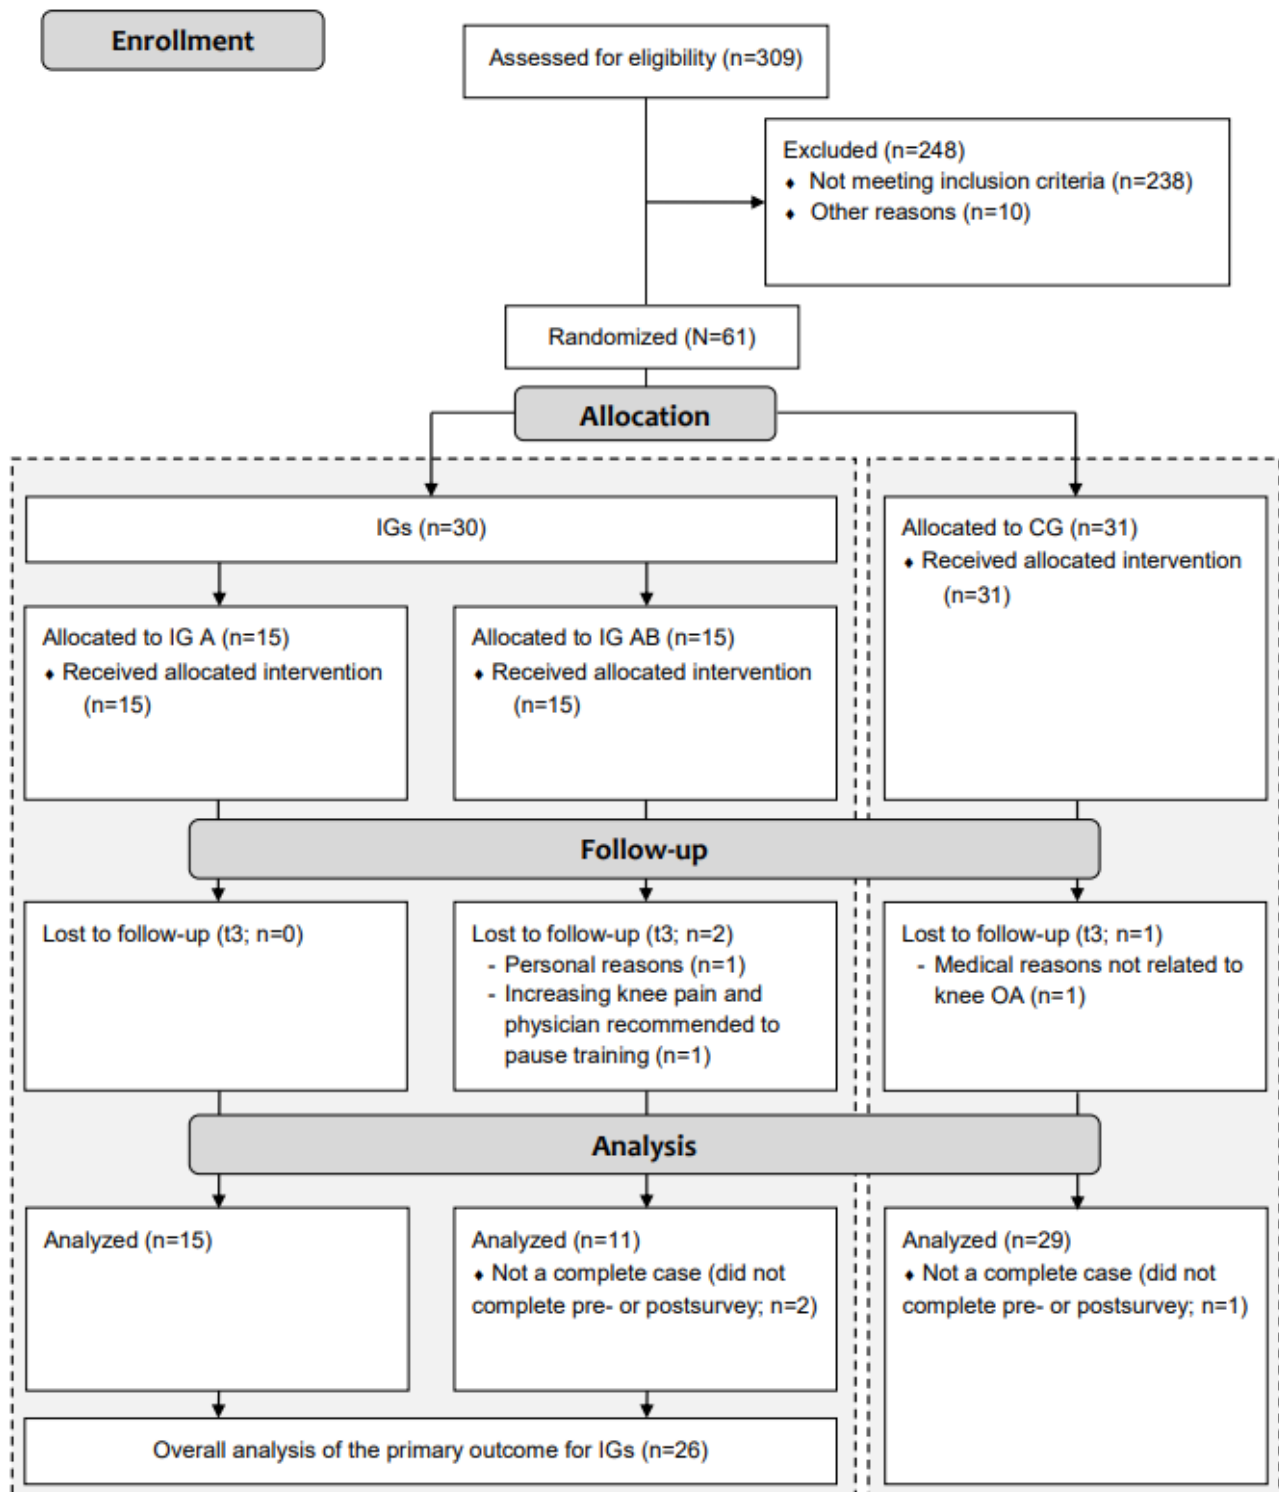 Enrollment
Assessed for eligibility (n=309)
Excluded (n=248)
♦ Not meeting inclusion criteria (n=238)
♦ Other reasons (n=10)
Randomized (N=61)
Allocation
IGs (n=30)
Allocated to CG (n=31)
♦ Received allocated intervention
(n=31)
Allocated to IG A (n=15)
♦ Received allocated intervention
(n=15)
Allocated to IG AB (n=15)
♦ Received allocated intervention
(n=15)
Follow-up
Lost to follow-up (t3; n=0)
Lost to follow-up (t3; n=2)
- Personal reasons (n=1)
- Increasing knee pain and
physician recommended to
pause training (n=1)
Lost to follow-up (t3; n=1)
- Medical reasons not related to
knee OA (n=1)
Analysis
Analyzed (n=15)
Analyzed (n=11)
♦ Not a complete case (did not
complete pre- or postsurvey; n=2)
Analyzed (n=29)
♦ Not a complete case (did not
complete pre- or postsurvey; n=1)
Overall analysis of the primary outcome for IGs (n=26)